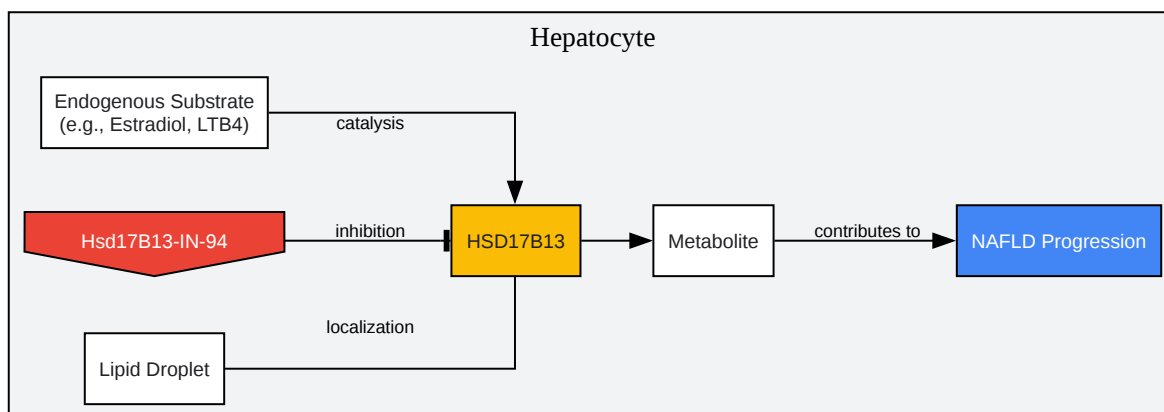 Hepatocyte
Endogenous Substrate
(e.g., Estradiol, LTB4)
catalysis
Hsd17B13-IN-94
inhibition
HSD17B13
Metabolite
contributes to
NAFLD Progression
localization
Lipid Droplet